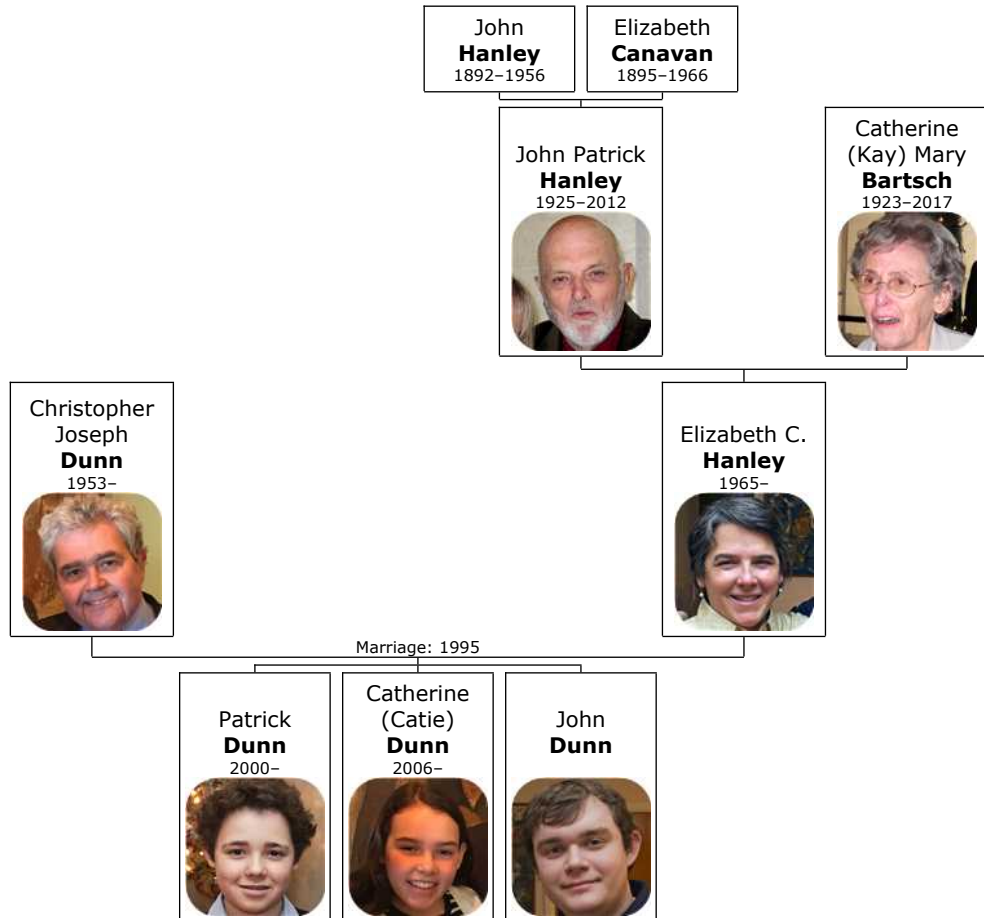 John
Hanley
1892–1956
Elizabeth
Canavan
1895–1966
John Patrick
Hanley
1925–2012
Catherine
(Kay) Mary
Bartsch
1923–2017
Christopher
Joseph
Dunn
1953–
Elizabeth C.
Hanley
1965–
Marriage: 1995
Patrick
Dunn
2000–
Catherine
(Catie)
Dunn
2006–
John
Dunn